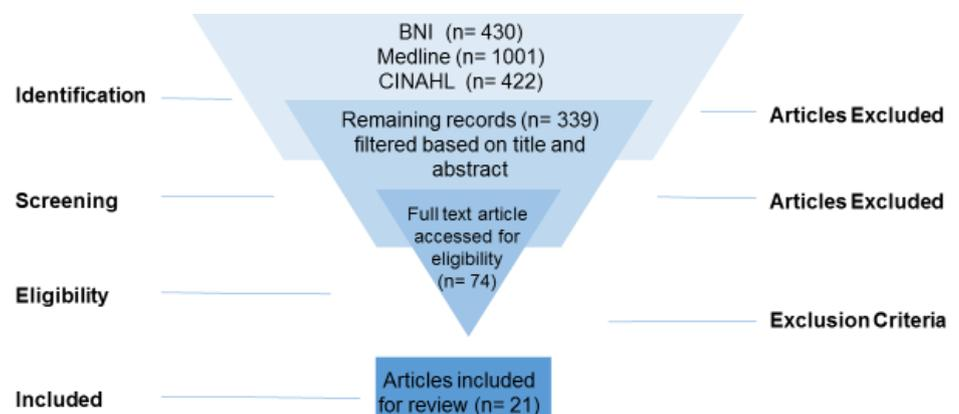 BNI (n= 430)
Medline (n= 1001)
CINAHL (n= 422)
Identification
Articles Excluded
Remaining records (n= 339)
filtered based on title and
abstract
Screening
Articles Excluded
Full text article
accessed for
eligibility
(n= 74)
Eligibility
Exclusion Criteria
Included
Articles included
for review (n= 21)